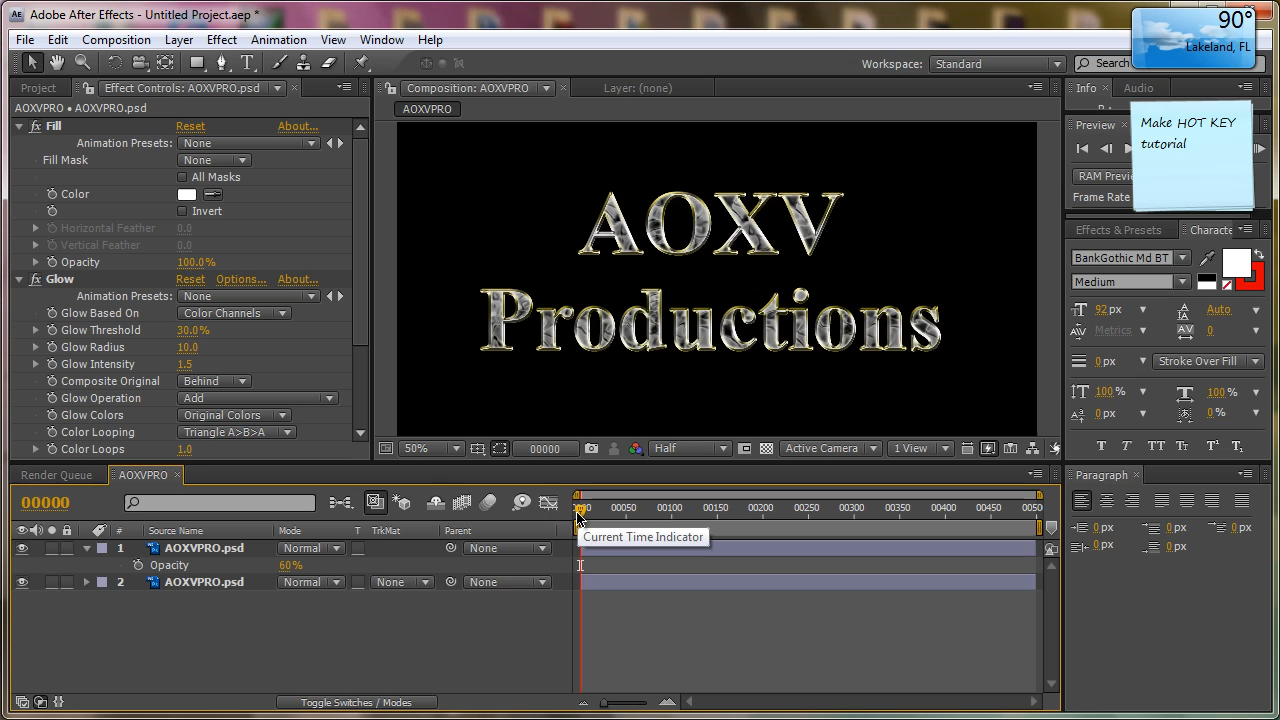 Adobe After Effects - Untitled Project.aep *
90°
Lakeland, FL
File Edit Composition Layer Effect Animation View Window Help
Workspace: Standard Search
Project Effect Controls: AOXVPRO.psd Composition: AOXVPRO Layer: (none) Info Audio
AOXVPRO • AOXVPRO.psd
AOXVPRO
Make HOT KEY
tutorial
Fill Reset About...
Animation Presets: None
Fill Mask None
All Masks
Color
Invert
Horizontal Feather 0.0
Vertical Feather 0.0
Opacity 100.0%
Glow Reset Options... About...
Animation Presets: None
Glow Based On Color Channels
Glow Threshold 30.0%
Glow Radius 10.0
Glow Intensity 1.5
Composite Original Behind
Glow Operation Add
Glow Colors Original Colors
Color Looping Triangle A>B>A
Color Loops 1.0
AOXV
Productions
50% 00000 Half Active Camera 1 View
Preview
RAM Previe
Frame Rate
Effects & Presets Characte
BankGothic Md BT
Medium
92 px Auto
Metrics 0
0 px Stroke Over Fill
100 % 100 %
0 px 0 %
T T TT Tt T¹ T₁
Render Queue AOXVPRO
00000
00050 00100 00150 00200 00250 00300 00350 00400 00450 0050
# Source Name Mode T TrkMat Parent
Current Time Indicator
1 AOXVPRO.psd Normal None
Opacity 60%
2 AOXVPRO.psd Normal None None
Toggle Switches / Modes
Paragraph
0 px 0 px 0 px
0 px 0 px